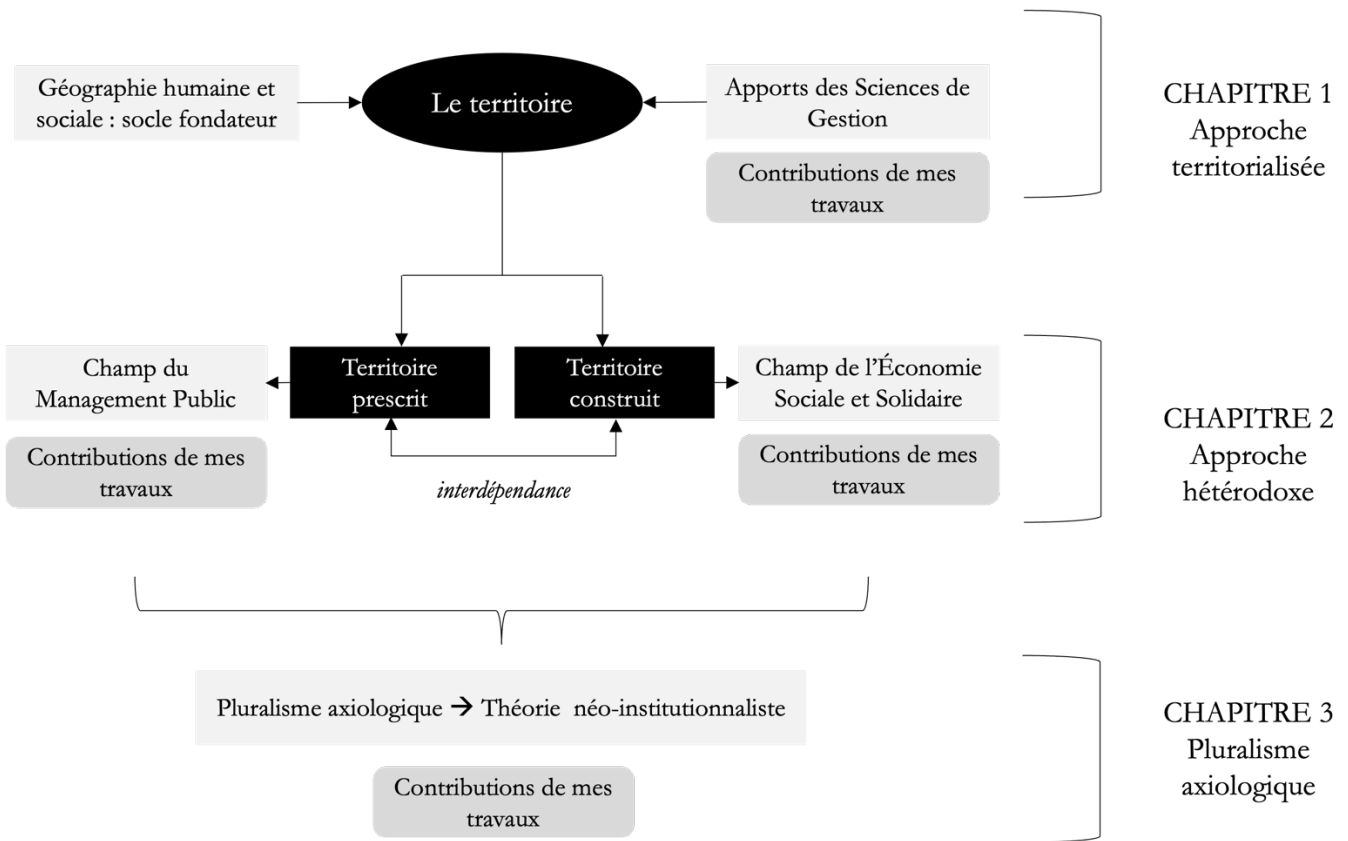 Géographie humaine et
sociale : socle fondateur
Le territoire
Apports des Sciences de
Gestion
Contributions de mes
travaux
CHAPITRE 1
Approche
territorialisée
Champ du
Management Public
Contributions de mes
travaux
Territoire
prescrit
Territoire
construit
interdépendance
Champ de l’Économie
Sociale et Solidaire
Contributions de mes
travaux
CHAPITRE 2
Approche
hétérodoxe
Pluralisme axiologique → Théorie néo-institutionnaliste
Contributions de mes
travaux
CHAPITRE 3
Pluralisme
axiologique